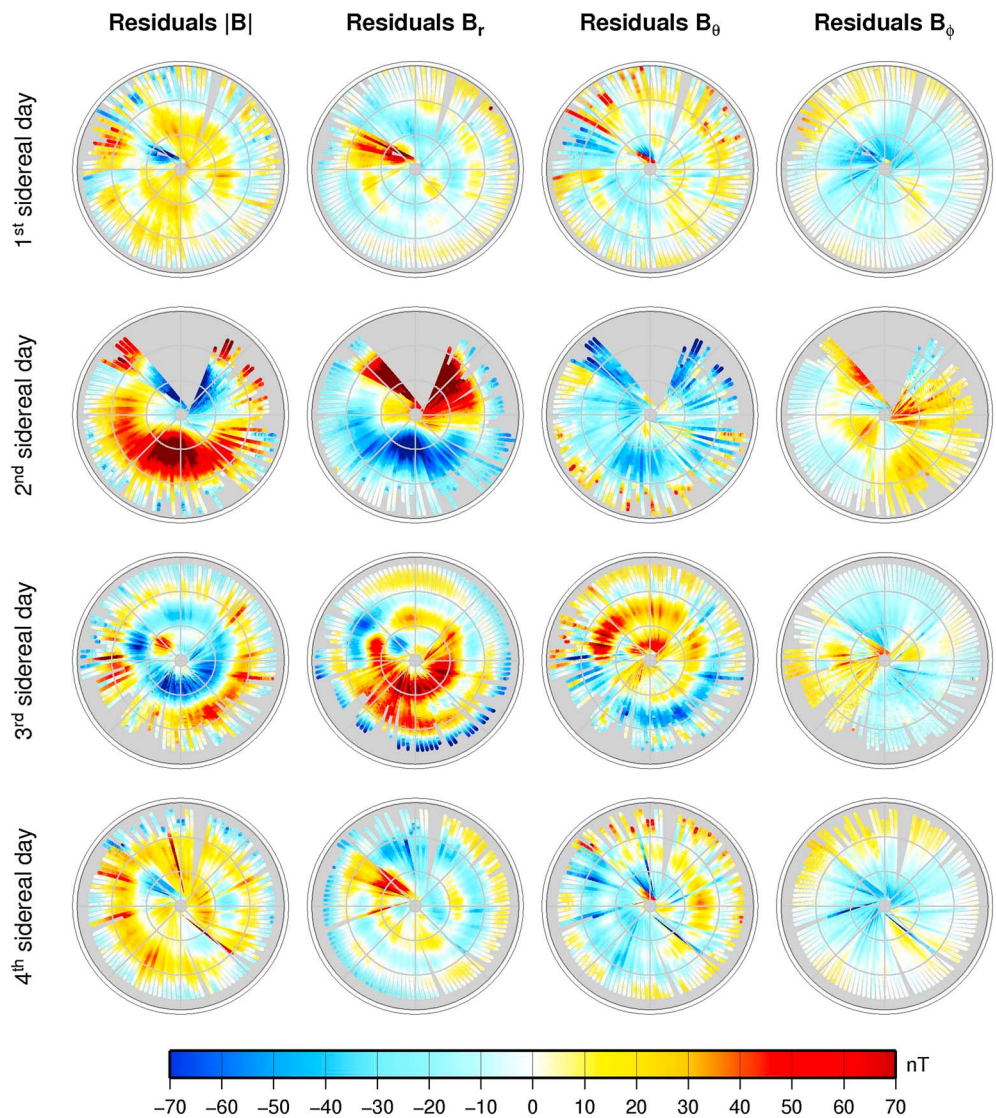 Residuals |B| Residuals Bᵣ Residuals B_θ Residuals B_ϕ
1ˢᵗ sidereal day
2ⁿᵈ sidereal day
3ʳᵈ sidereal day
4ᵗʰ sidereal day
nT
−70 −60 −50 −40 −30 −20 −10 0 10 20 30 40 50 60 70